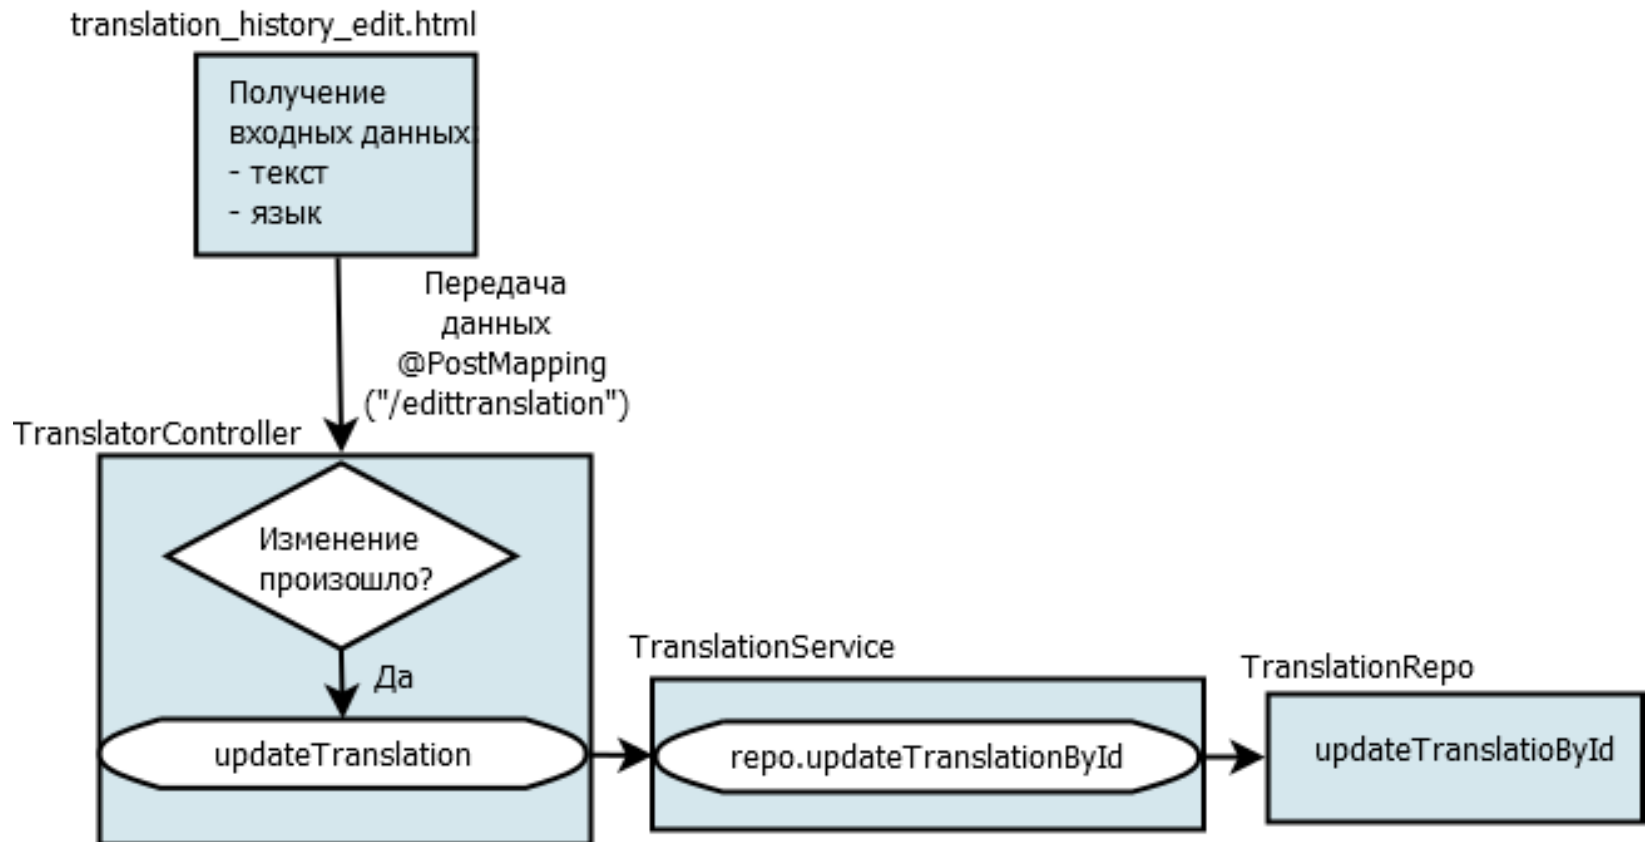 translation_history_edit.html
Получение
входных данных:
- текст
- язык
Передача
данных
@PostMapping
("/edittranslation")
TranslatorController
Изменение
произошло?
Да
updateTranslation
TranslationService
repo.updateTranslationById
TranslationRepo
updateTranslatioById